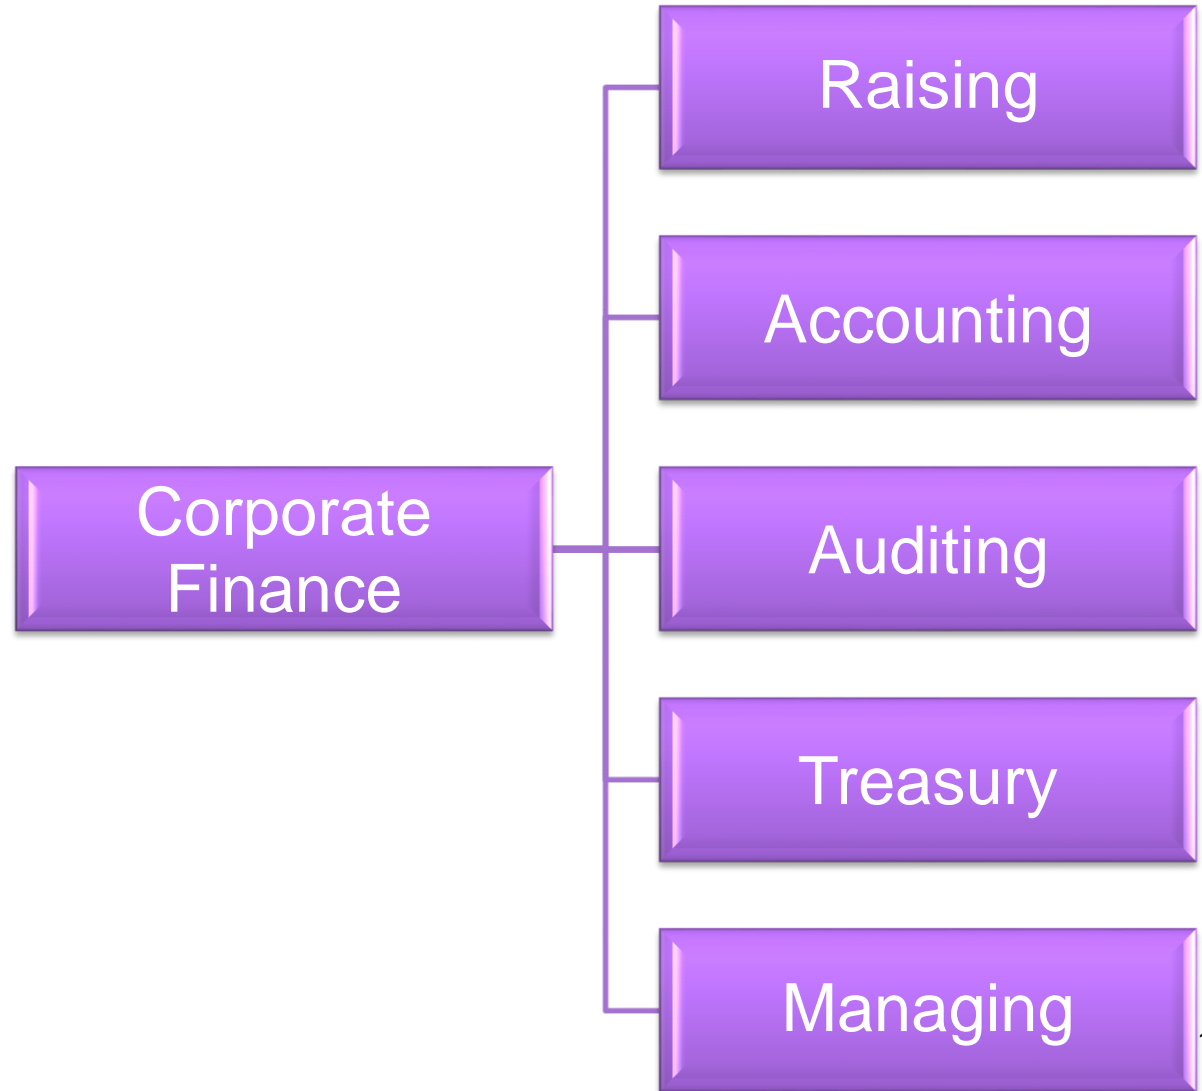 Raising
Accounting
Corporate
Finance
Auditing
Treasury
Managing